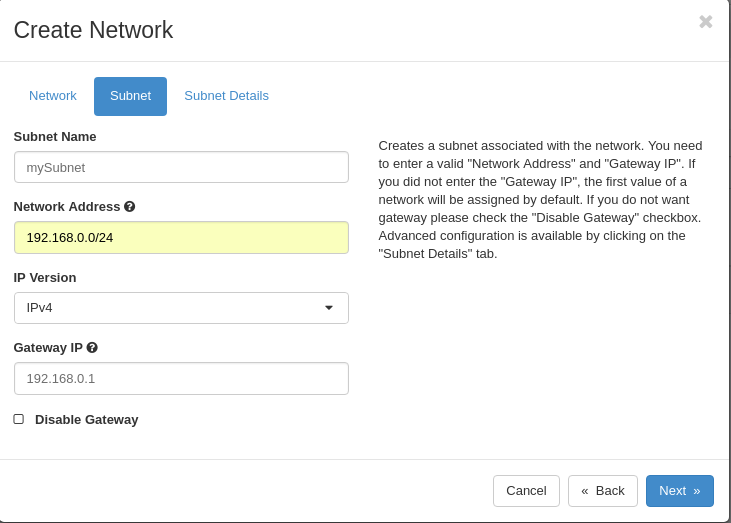 Create Network
Network
Subnet
Subnet Details
Subnet Name
mySubnet
Network Address
192.168.0.0/24
IP Version
IPv4
Gateway IP
192.168.0.1
Disable Gateway
Creates a subnet associated with the network. You need
to enter a valid "Network Address" and "Gateway IP". If
you did not enter the "Gateway IP", the first value of a
network will be assigned by default. If you do not want
gateway please check the "Disable Gateway" checkbox.
Advanced configuration is available by clicking on the
"Subnet Details" tab.
Cancel
« Back
Next »